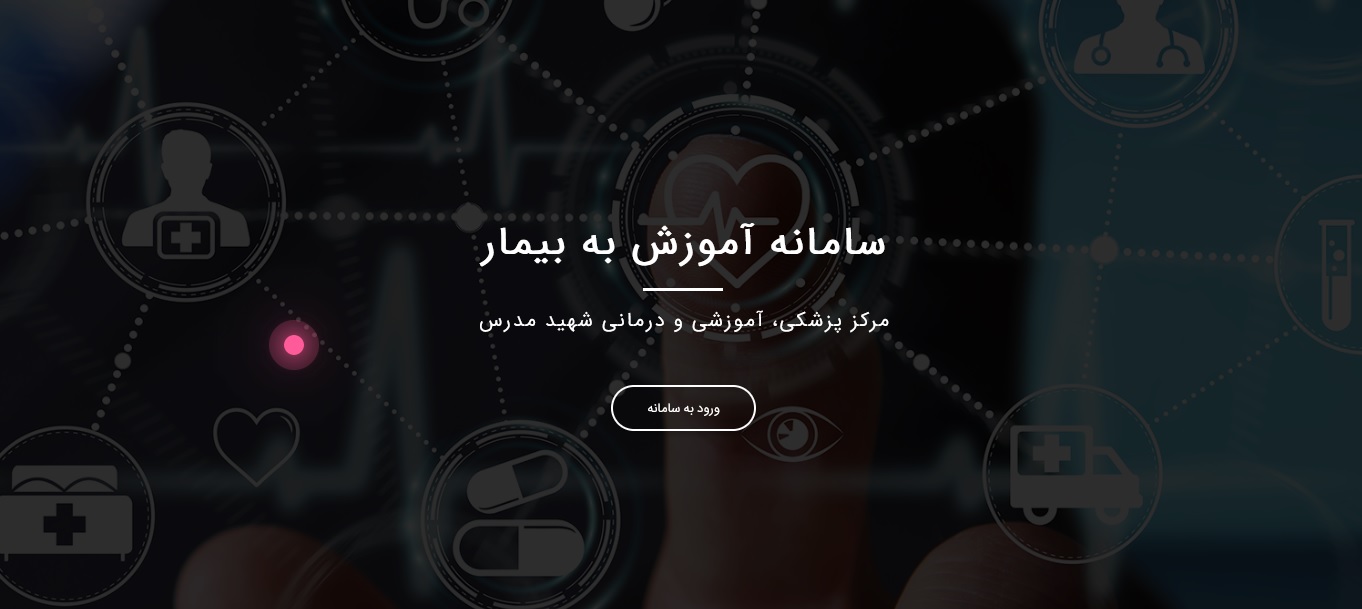 سامانه آموزش به بیمار
مرکز پزشکی، آموزشی و درمانی شهید مدرس
ورود به سامانه